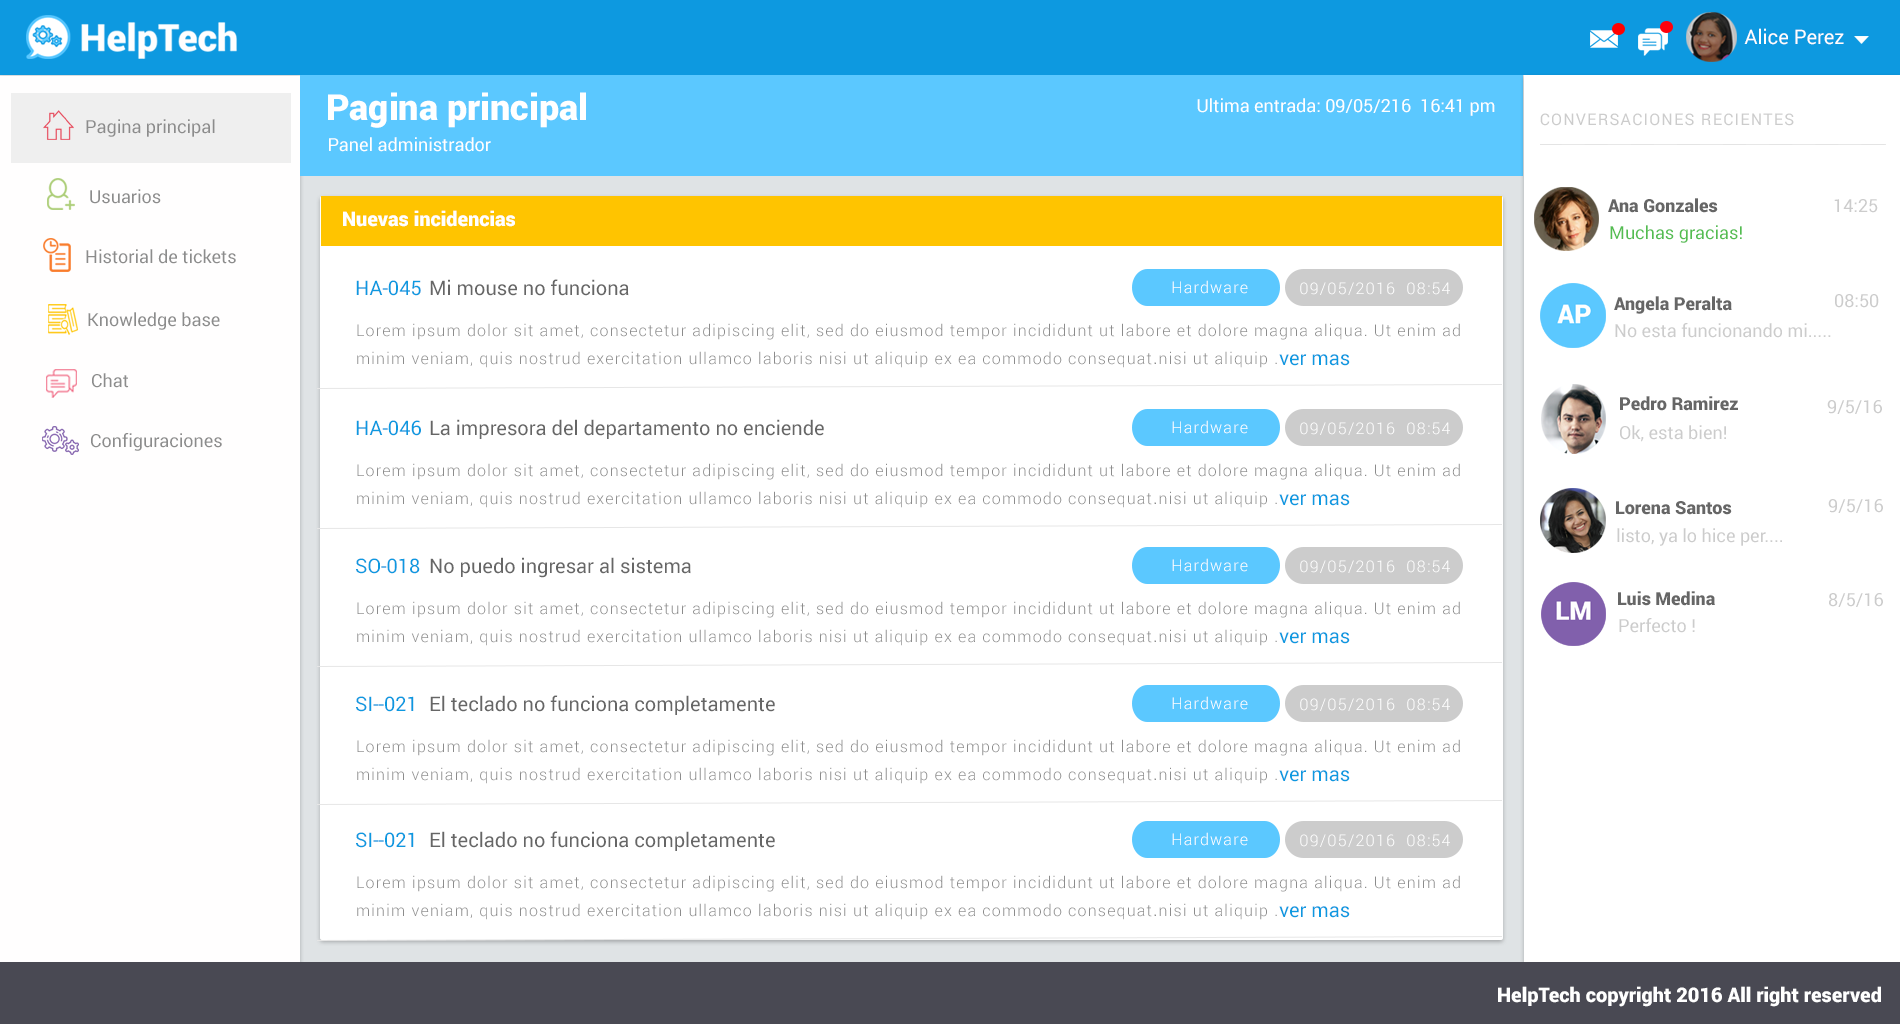 HelpTech
Alice Perez
Pagina principal
Usuarios
Historial de tickets
Knowledge base
Chat
Configuraciones
Pagina principal
Ultima entrada: 09/05/216 16:41 pm
Panel administrador
Nuevas incidencias
HA-045 Mi mouse no funciona Hardware 09/05/2016 08:54
Lorem ipsum dolor sit amet, consectetur adipiscing elit, sed do eiusmod tempor incididunt ut labore et dolore magna aliqua. Ut enim ad
minim veniam, quis nostrud exercitation ullamco laboris nisi ut aliquip ex ea commodo consequat.nisi ut aliquip .ver mas
HA-046 La impresora del departamento no enciende Hardware 09/05/2016 08:54
Lorem ipsum dolor sit amet, consectetur adipiscing elit, sed do eiusmod tempor incididunt ut labore et dolore magna aliqua. Ut enim ad
minim veniam, quis nostrud exercitation ullamco laboris nisi ut aliquip ex ea commodo consequat.nisi ut aliquip .ver mas
SO-018 No puedo ingresar al sistema Hardware 09/05/2016 08:54
Lorem ipsum dolor sit amet, consectetur adipiscing elit, sed do eiusmod tempor incididunt ut labore et dolore magna aliqua. Ut enim ad
minim veniam, quis nostrud exercitation ullamco laboris nisi ut aliquip ex ea commodo consequat.nisi ut aliquip .ver mas
SI--021 El teclado no funciona completamente Hardware 09/05/2016 08:54
Lorem ipsum dolor sit amet, consectetur adipiscing elit, sed do eiusmod tempor incididunt ut labore et dolore magna aliqua. Ut enim ad
minim veniam, quis nostrud exercitation ullamco laboris nisi ut aliquip ex ea commodo consequat.nisi ut aliquip .ver mas
SI--021 El teclado no funciona completamente Hardware 09/05/2016 08:54
Lorem ipsum dolor sit amet, consectetur adipiscing elit, sed do eiusmod tempor incididunt ut labore et dolore magna aliqua. Ut enim ad
minim veniam, quis nostrud exercitation ullamco laboris nisi ut aliquip ex ea commodo consequat.nisi ut aliquip .ver mas
CONVERSACIONES RECIENTES
Ana Gonzales 14:25
Muchas gracias!
AP
Angela Peralta 08:50
No esta funcionando mi.....
Pedro Ramirez 9/5/16
Ok, esta bien!
Lorena Santos 9/5/16
listo, ya lo hice per....
LM
Luis Medina 8/5/16
Perfecto !
HelpTech copyright 2016 All right reserved